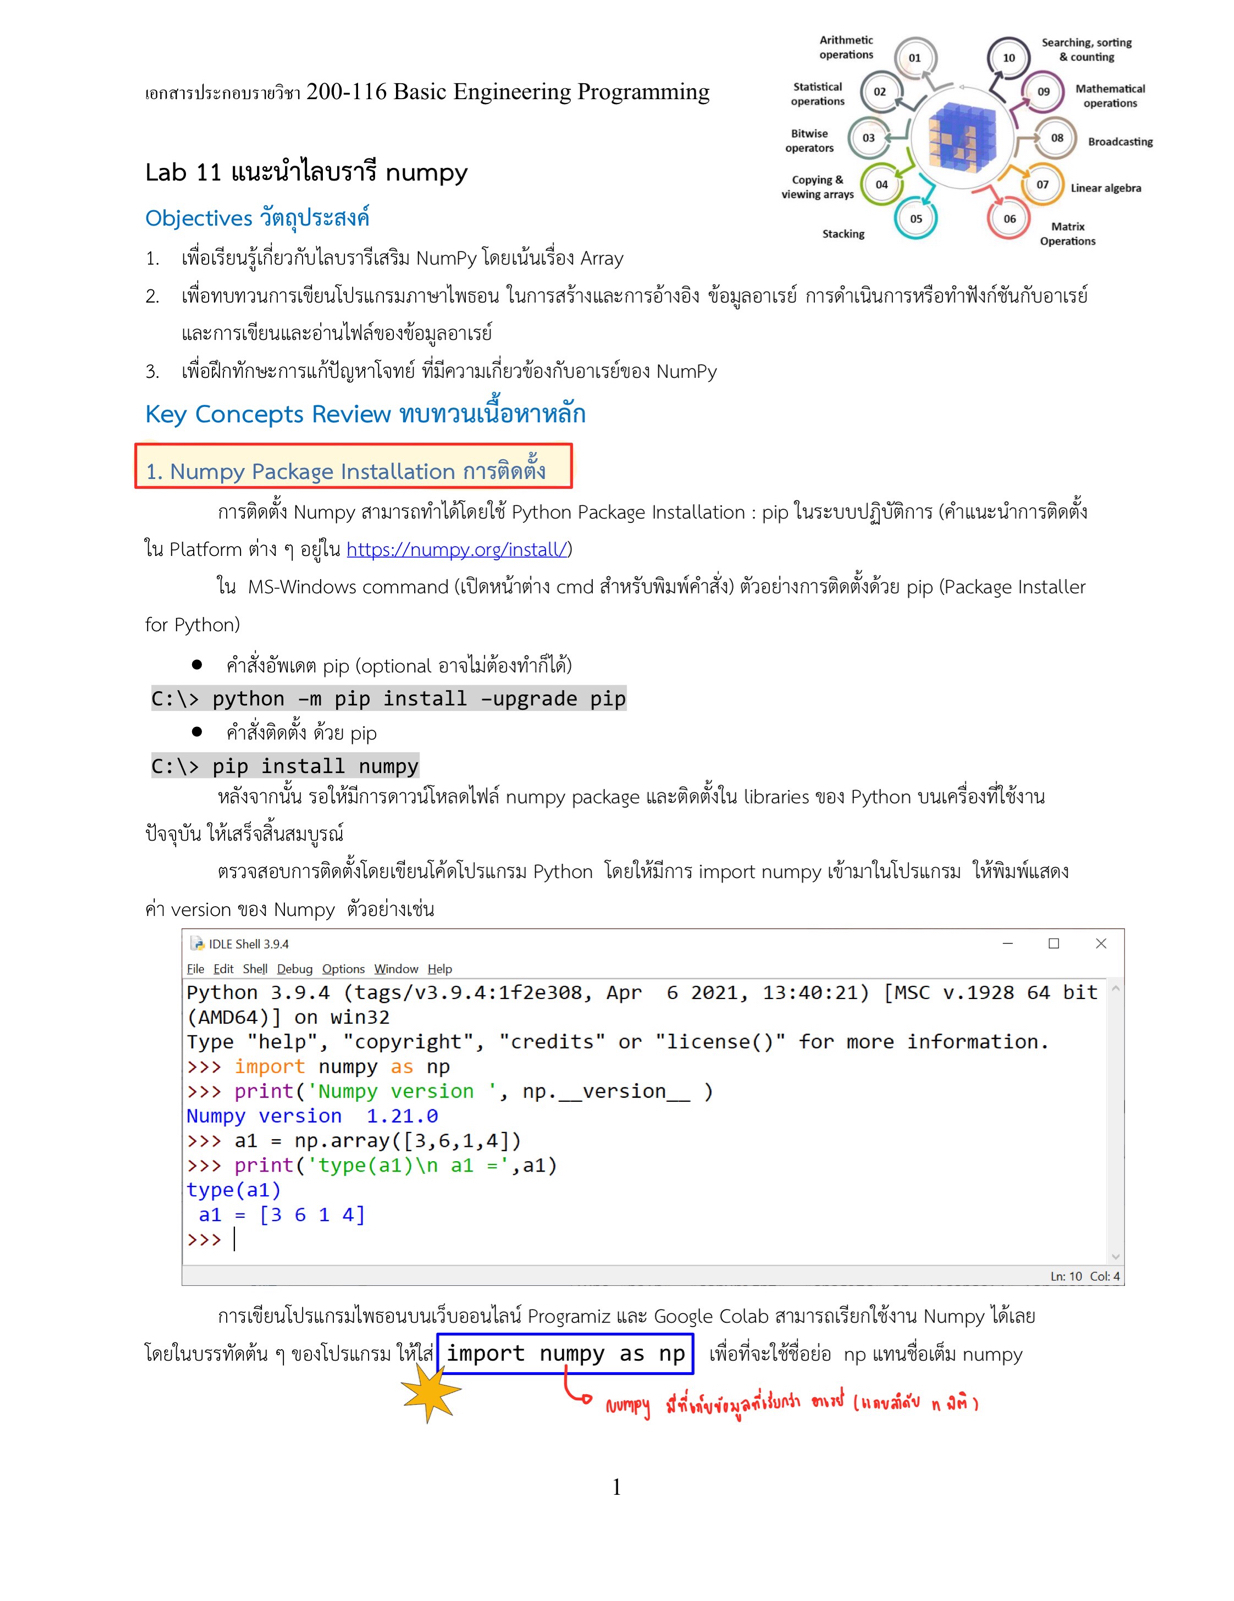 เอกสารประกอบรายวิชา 200-116 Basic Engineering Programming
Arithmetic
operations
01
Statistical
operations
02
Bitwise
operators
03
Copying &
viewing arrays
04
Stacking
05
10
Searching, sorting
& counting
09
Mathematical
operations
08
Broadcasting
07
Linear algebra
06
Matrix
Operations
Lab 11 แนะนำไลบรารี numpy
Objectives วัตถุประสงค์
1. เพื่อเรียนรู้เกี่ยวกับไลบรารีเสริม NumPy โดยเน้นเรื่อง Array
2. เพื่อทบทวนการเขียนโปรแกรมภาษาไพธอน ในการสร้างและการอ้างอิง ข้อมูลอาเรย์ การดำเนินการหรือทำฟังก์ชันกับอาเรย์
และการเขียนและอ่านไฟล์ของข้อมูลอาเรย์
3. เพื่อฝึกทักษะการแก้ปัญหาโจทย์ ที่มีความเกี่ยวข้องกับอาเรย์ของ NumPy
Key Concepts Review ทบทวนเนื้อหาหลัก
1. Numpy Package Installation การติดตั้ง
การติดตั้ง Numpy สามารถทำได้โดยใช้ Python Package Installation : pip ในระบบปฏิบัติการ (คำแนะนำการติดตั้ง
ใน Platform ต่าง ๆ อยู่ใน https://numpy.org/install/)
ใน MS-Windows command (เปิดหน้าต่าง cmd สำหรับพิมพ์คำสั่ง) ตัวอย่างการติดตั้งด้วย pip (Package Installer
for Python)
● คำสั่งอัพเดต pip (optional อาจไม่ต้องทำก็ได้)
C:\> python –m pip install –upgrade pip
● คำสั่งติดตั้ง ด้วย pip
C:\> pip install numpy
หลังจากนั้น รอให้มีการดาวน์โหลดไฟล์ numpy package และติดตั้งใน libraries ของ Python บนเครื่องที่ใช้งาน
ปัจจุบัน ให้เสร็จสิ้นสมบูรณ์
ตรวจสอบการติดตั้งโดยเขียนโค้ดโปรแกรม Python โดยให้มีการ import numpy เข้ามาในโปรแกรม ให้พิมพ์แสดง
ค่า version ของ Numpy ตัวอย่างเช่น
IDLE Shell 3.9.4
File Edit Shell Debug Options Window Help
Python 3.9.4 (tags/v3.9.4:1f2e308, Apr  6 2021, 13:40:21) [MSC v.1928 64 bit
(AMD64)] on win32
Type "help", "copyright", "credits" or "license()" for more information.
>>> import numpy as np
>>> print('Numpy version ', np.__version__ )
Numpy version  1.21.0
>>> a1 = np.array([3,6,1,4])
>>> print('type(a1)\n a1 =',a1)
type(a1)
 a1 = [3 6 1 4]
>>>
Ln: 10 Col: 4
การเขียนโปรแกรมไพธอนบนเว็บออนไลน์ Programiz และ Google Colab สามารถเรียกใช้งาน Numpy ได้เลย
โดยในบรรทัดต้น ๆ ของโปรแกรม ให้ใส่ import numpy as np เพื่อที่จะใช้ชื่อย่อ np แทนชื่อเต็ม numpy
numpy มีที่เก็บข้อมูลที่เรียกว่า อาเรย์ (แถบลำดับ n มิติ)
1